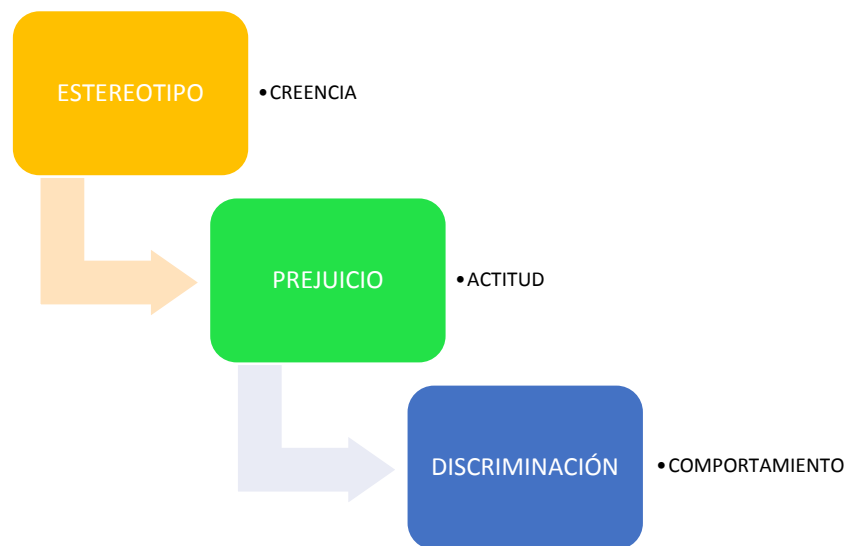 ESTEREOTIPO
•CREENCIA
PREJUICIO
•ACTITUD
DISCRIMINACIÓN
•COMPORTAMIENTO